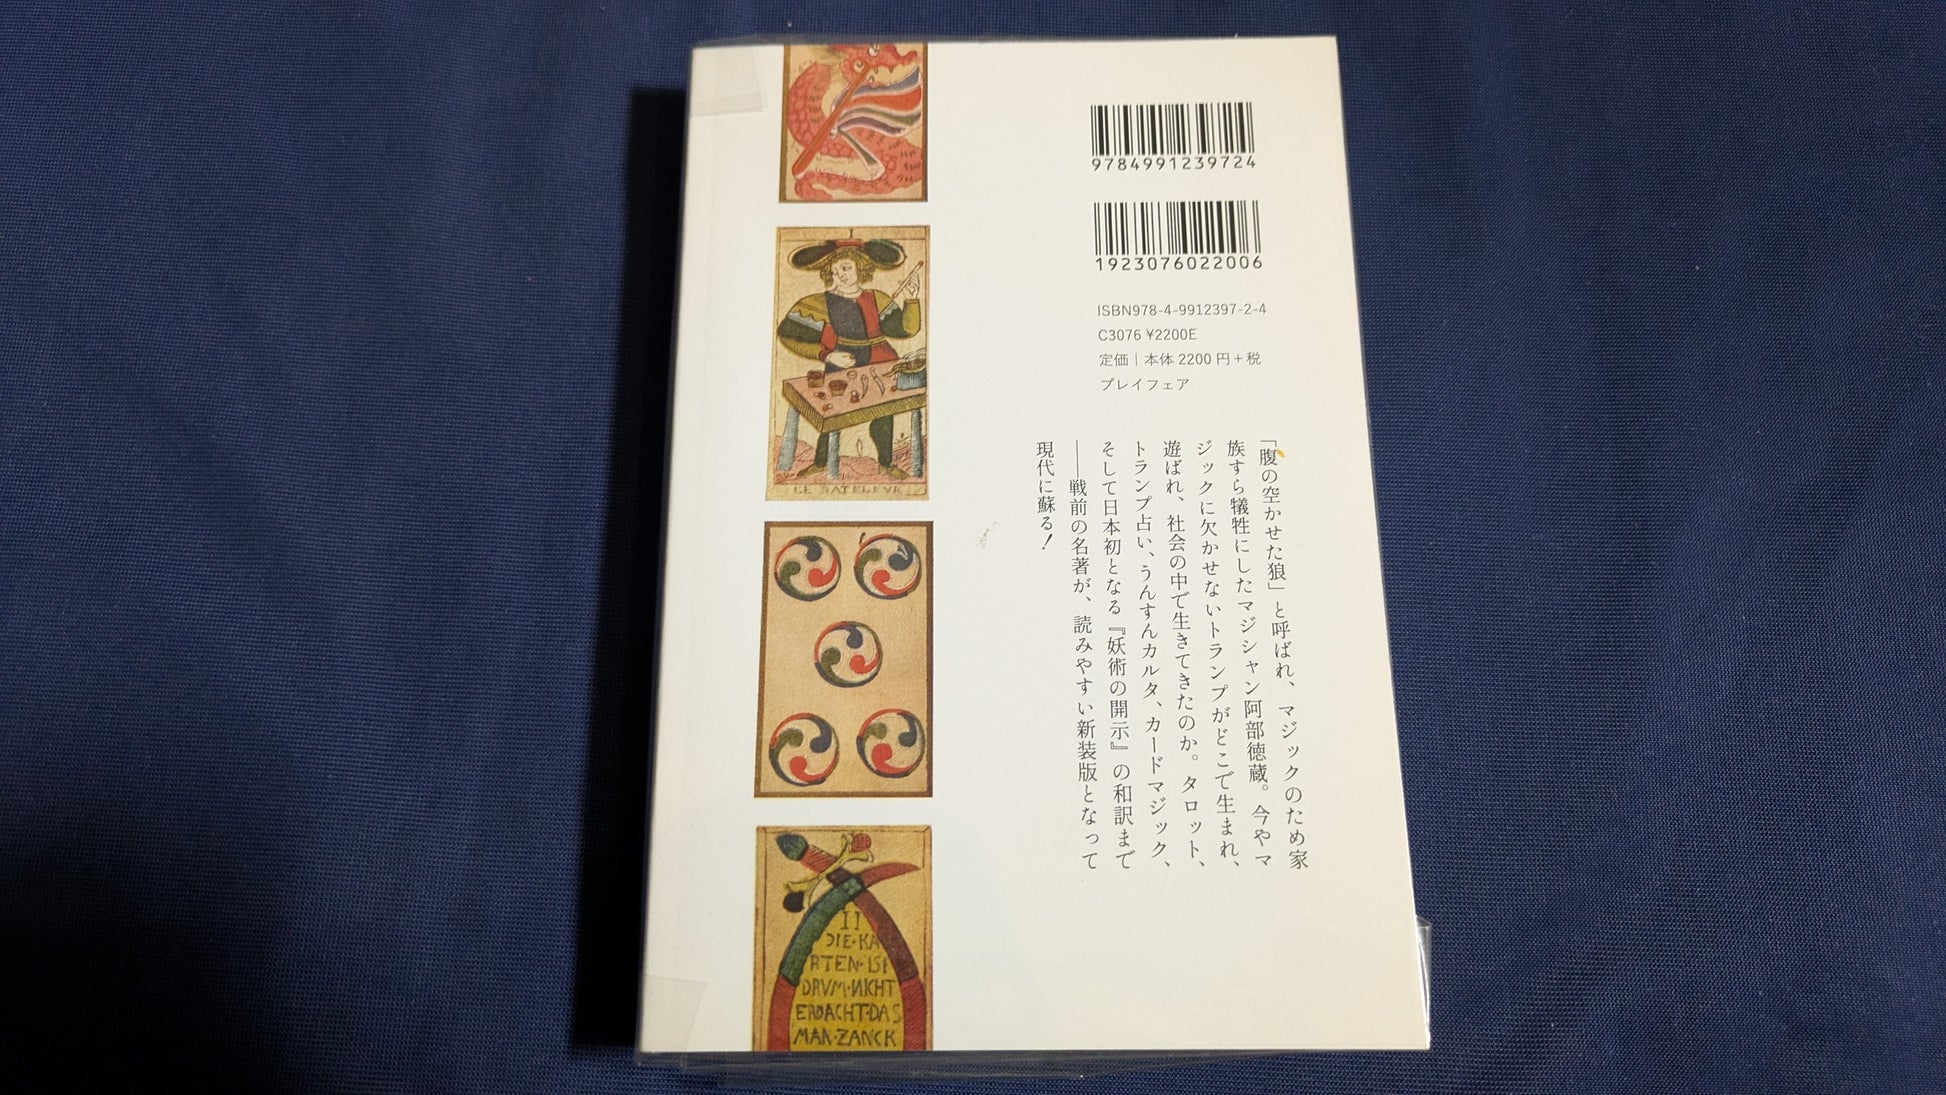 9784991239724
1923076022006
ISBN978-4-9912397-2-4
C3076 ¥2200E
定価｜本体 2200 円＋税
プレイフェア
「腹の空かせた狼」と呼ばれ、マジックのため家
族すら犠牲にしたマジシャン阿部徳蔵。今やマ
ジックに欠かせないトランプがどこで生まれ、
遊ばれ、社会の中で生きてきたのか。タロット、
トランプ占い、うんすんカルタ、カードマジック、
そして日本初となる『妖術の開示』の和訳まで
――戦前の名著が、読みやすい新装版となって
現代に蘇る！
I
LE BATELEVR
II
DIE·KA
RTEN·ISI
DRVM·NICHT
ERDACHT·DAS
MAN·ZANCK